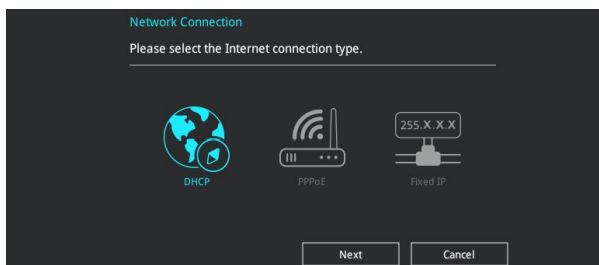 Network Connection
Please select the Internet connection type.
255.X.X.X
DHCP
PPPoE
Fixed IP
Next
Cancel